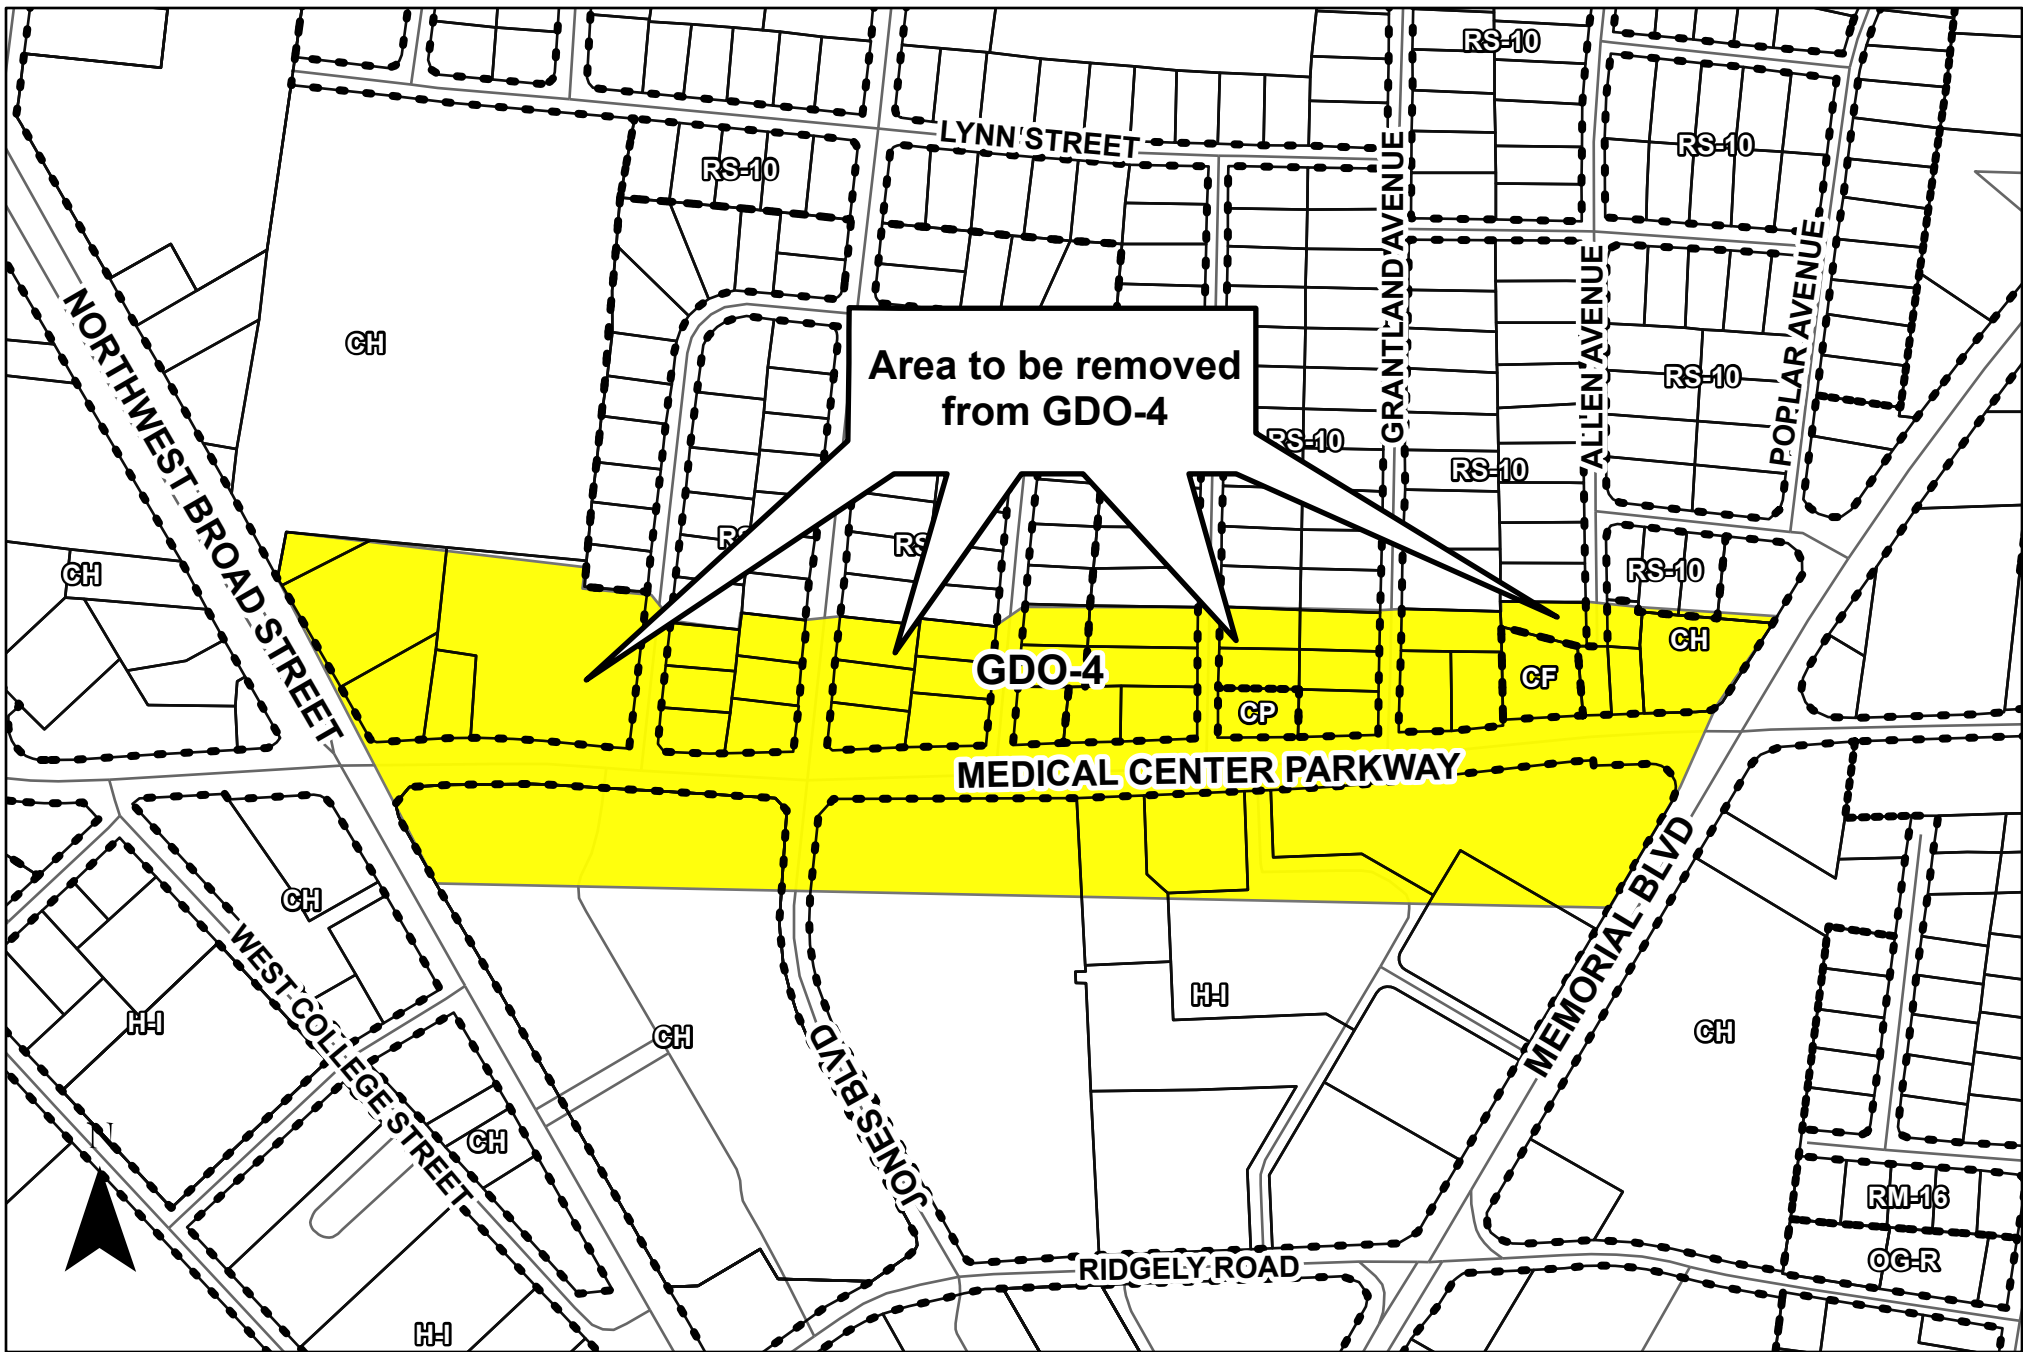 RS-10
LYNN STREET
RS-10
RS-10
GRANTLAND AVENUE
ALLEN AVENUE
POPLAR AVENUE
NORTHWEST BROAD STREET
CH
Area to be removed
from GDO-4
RS-10
RS-10
RS-10
RS
RS
CH
RS-10
CH
GDO-4
CF
CP
MEDICAL CENTER PARKWAY
CH
WEST COLLEGE STREET
MEMORIAL BLVD
H-I
H-I
CH
CH
JONES BLVD
N
CH
RM-16
OG-R
RIDGELY ROAD
H-I